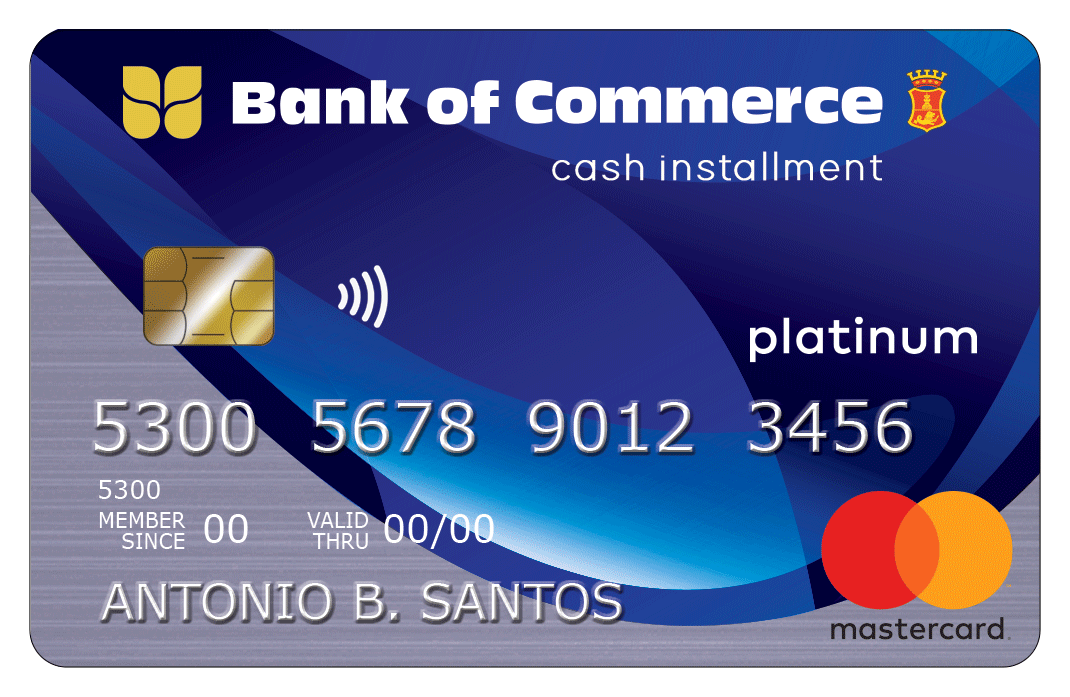 Bank of Commerce
cash installment
platinum
5300 5678 9012 3456
5300
MEMBER SINCE 00 VALID THRU 00/00
ANTONIO B. SANTOS
mastercard